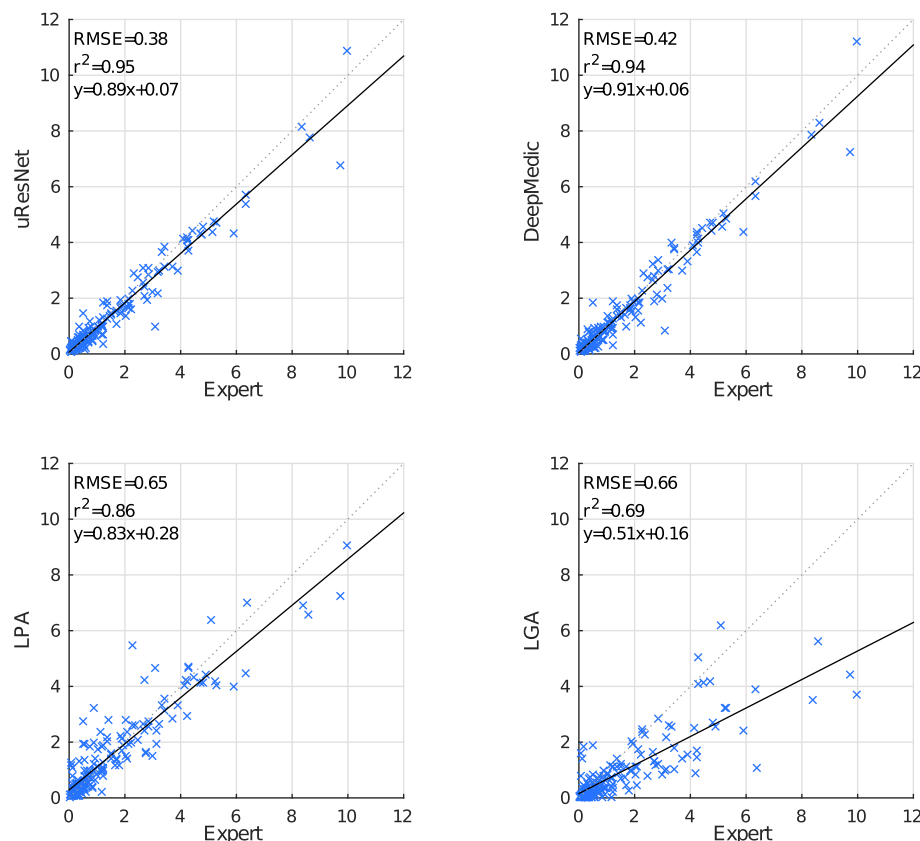 RMSE=0.38
r²=0.95
y=0.89x+0.07
12
10
8
6
4
2
0
uResNet
0 2 4 6 8 10 12
Expert
RMSE=0.42
r²=0.94
y=0.91x+0.06
12
10
8
6
4
2
0
DeepMedic
0 2 4 6 8 10 12
Expert
RMSE=0.65
r²=0.86
y=0.83x+0.28
12
10
8
6
4
2
0
LPA
0 2 4 6 8 10 12
Expert
RMSE=0.66
r²=0.69
y=0.51x+0.16
12
10
8
6
4
2
0
LGA
0 2 4 6 8 10 12
Expert